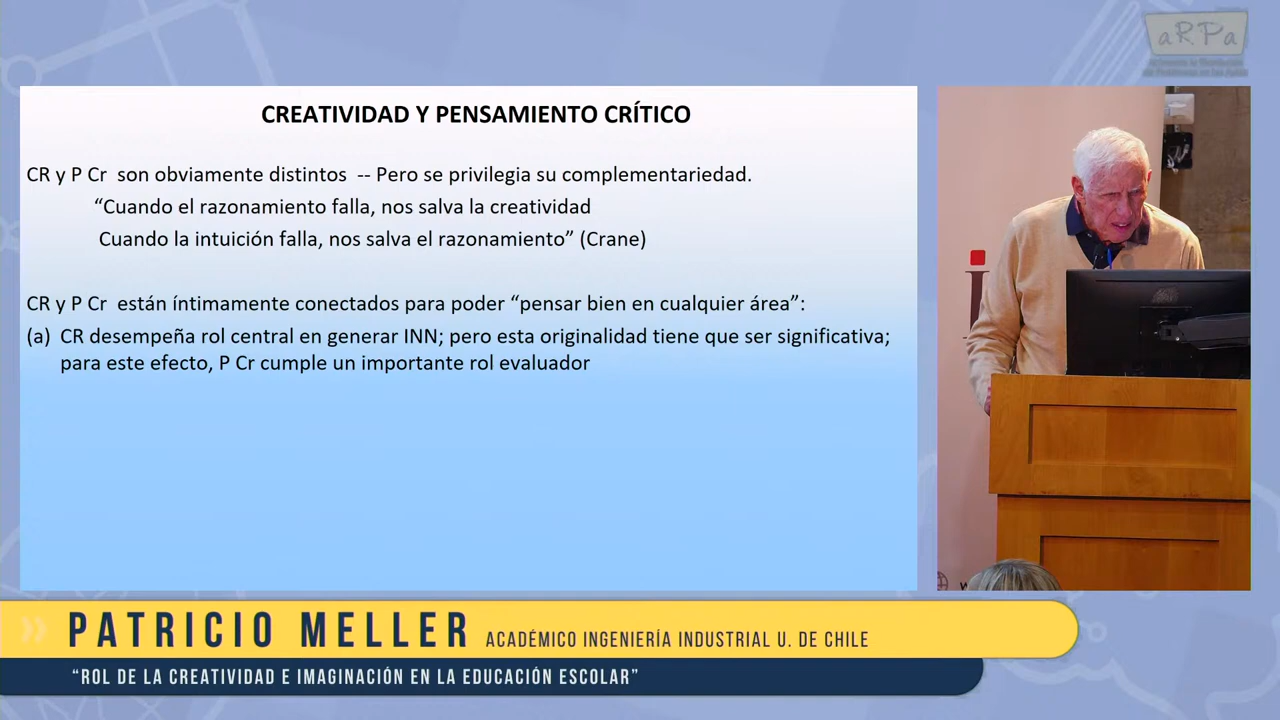 aRPa
CREATIVIDAD Y PENSAMIENTO CRÍTICO
CR y P Cr son obviamente distintos -- Pero se privilegia su complementariedad.
“Cuando el razonamiento falla, nos salva la creatividad
Cuando la intuición falla, nos salva el razonamiento” (Crane)
CR y P Cr están íntimamente conectados para poder “pensar bien en cualquier área”:
(a) CR desempeña rol central en generar INN; pero esta originalidad tiene que ser significativa;
para este efecto, P Cr cumple un importante rol evaluador
PATRICIO MELLER ACADÉMICO INGENIERÍA INDUSTRIAL U. DE CHILE
“ROL DE LA CREATIVIDAD E IMAGINACIÓN EN LA EDUCACIÓN ESCOLAR”